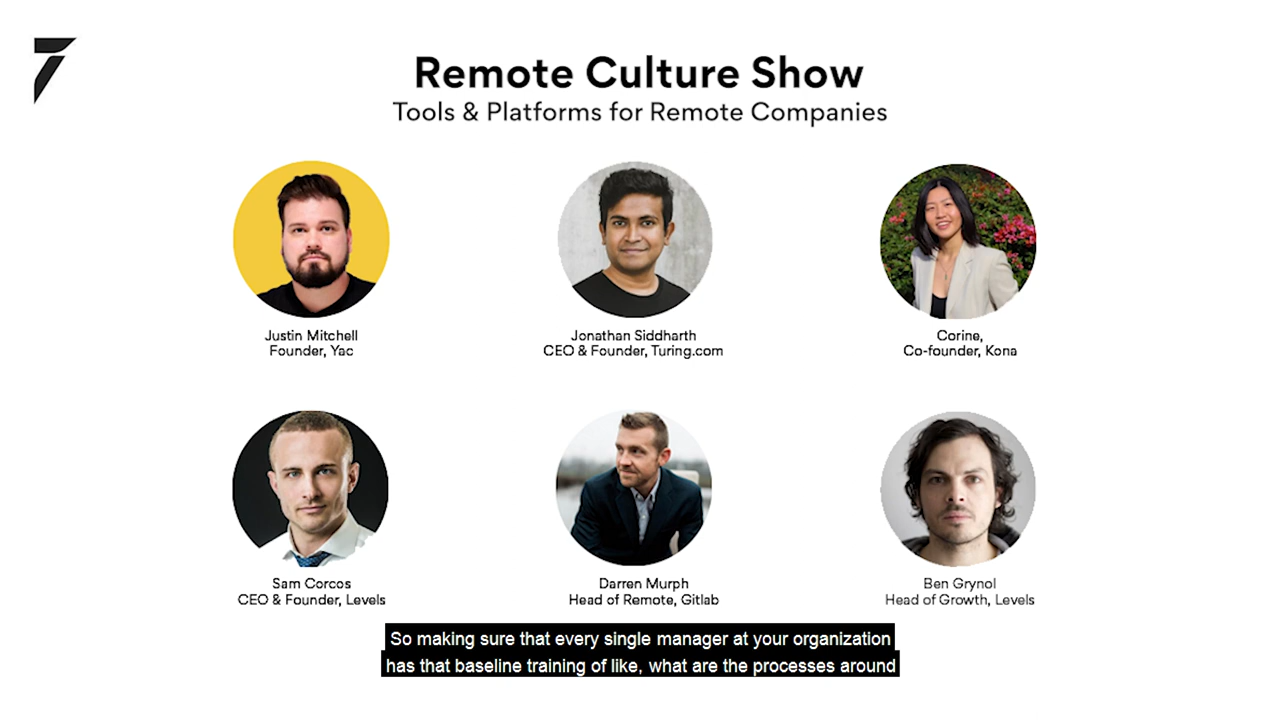 Remote Culture Show
Tools & Platforms for Remote Companies
Justin Mitchell
Founder, Yac
Jonathan Siddharth
CEO & Founder, Turing.com
Corine,
Co-founder, Kona
Sam Corcos
CEO & Founder, Levels
Darren Murph
Head of Remote, Gitlab
Ben Grynol
Head of Growth, Levels
So making sure that every single manager at your organization
has that baseline training of like, what are the processes around